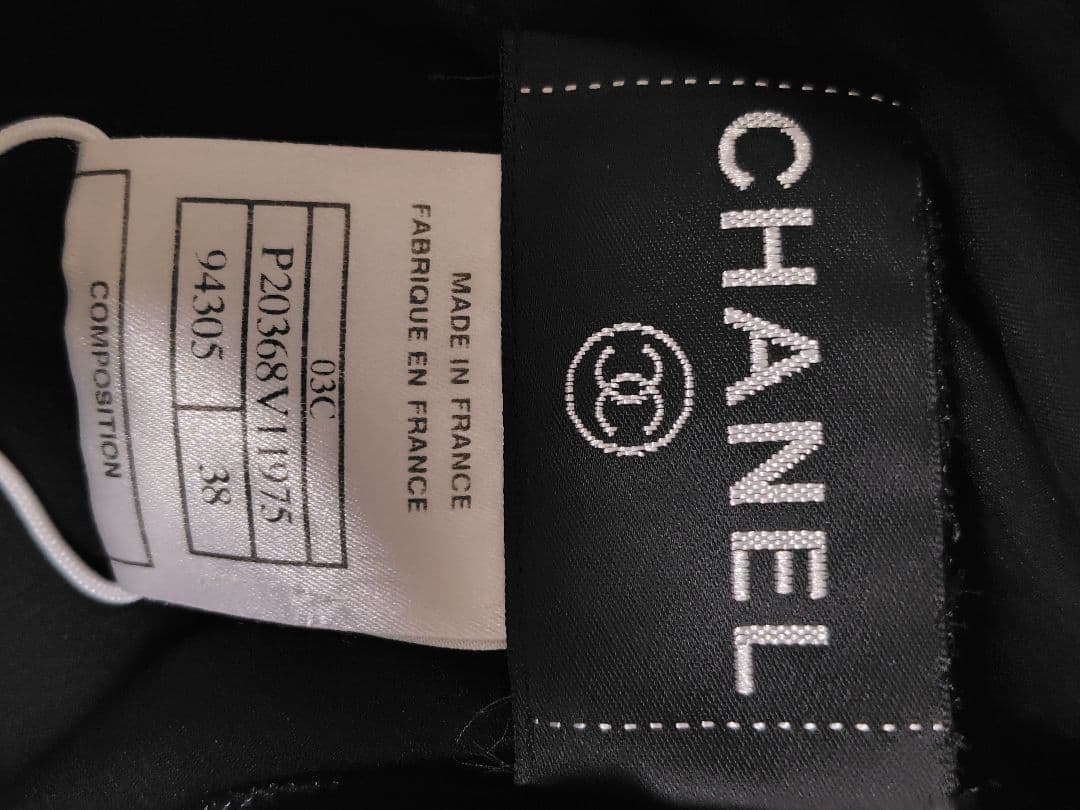 CHANEL
MADE IN FRANCE
FABRIQUE EN FRANCE
03C
P20368V11975
94305 38
COMPOSITION